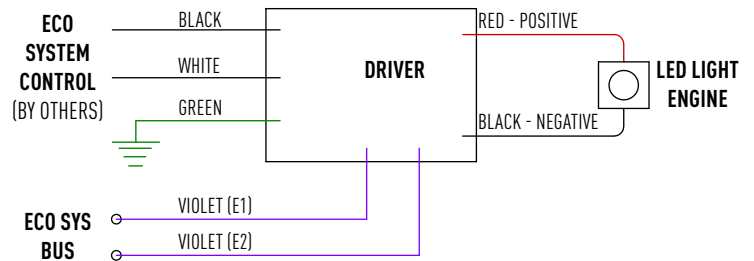 ECO
SYSTEM
CONTROL
(BY OTHERS)
BLACK
WHITE
GREEN
DRIVER
RED - POSITIVE
BLACK - NEGATIVE
LED LIGHT
ENGINE
ECO SYS
BUS
VIOLET (E1)
VIOLET (E2)